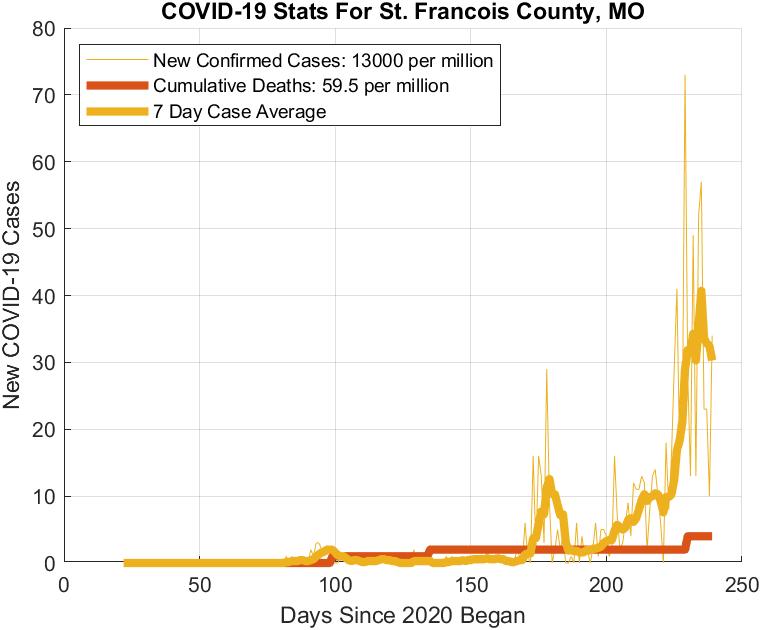 COVID-19 Stats For St. Francois County, MO
New Confirmed Cases: 13000 per million
Cumulative Deaths: 59.5 per million
7 Day Case Average
New COVID-19 Cases
80
70
60
50
40
30
20
10
0
0 50 100 150 200 250
Days Since 2020 Began